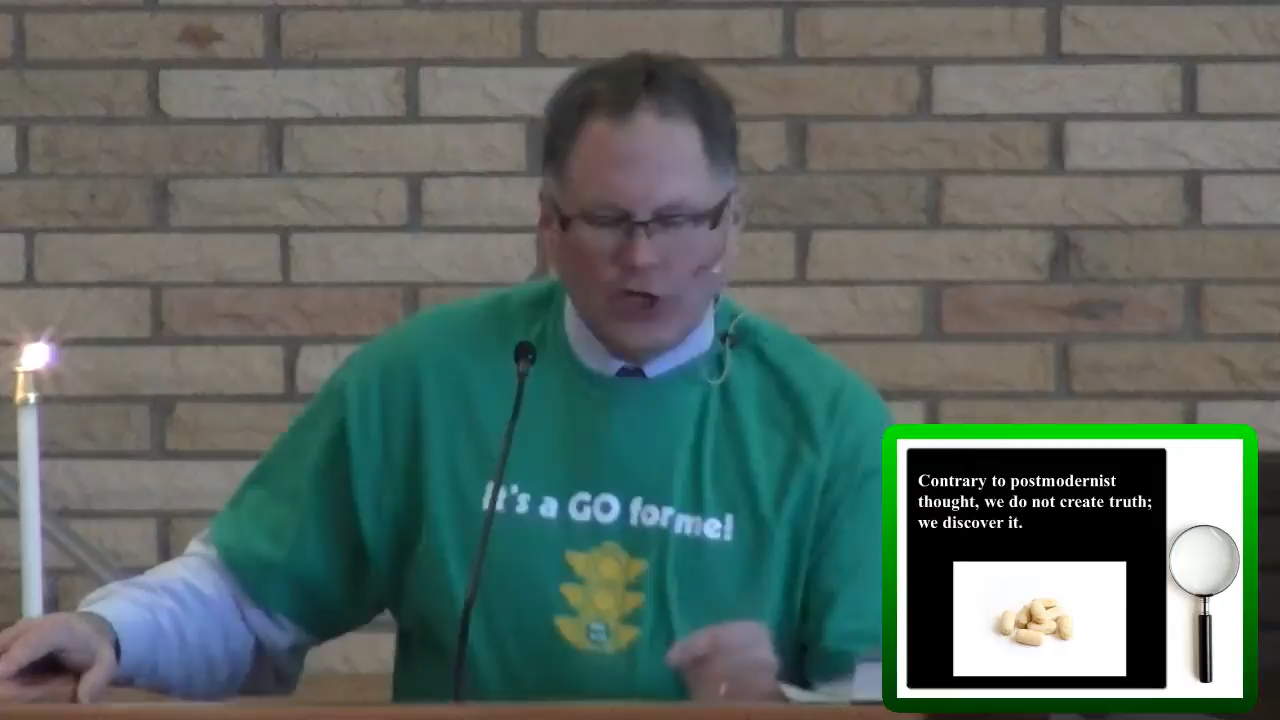 It's a GO for me!
Contrary to postmodernist
thought, we do not create truth;
we discover it.